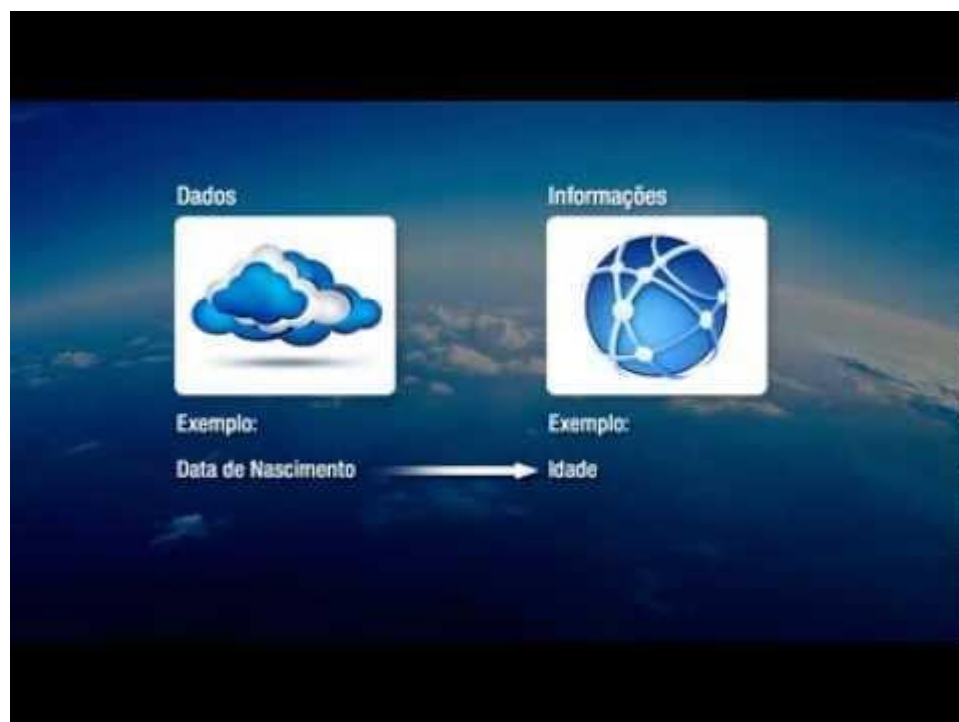 Dados
Informações
Exemplo:
Exemplo:
Data de Nascimento
Idade